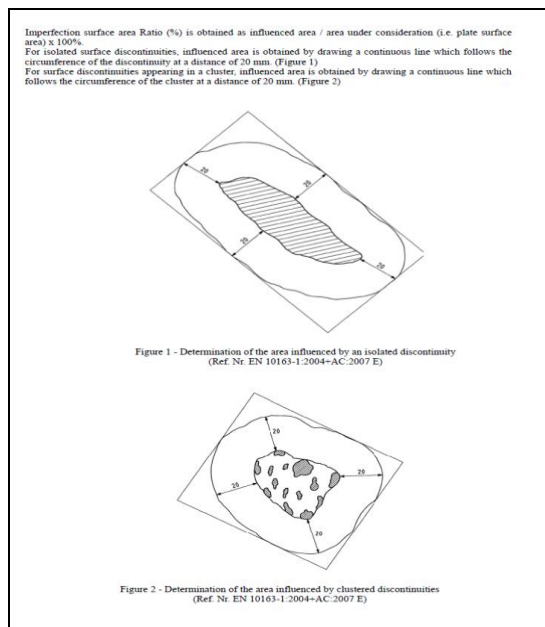 Imperfection surface area Ratio (%) is obtained as influenced area / area under consideration (i.e. plate surface
area) x 100%.
For isolated surface discontinuities, influenced area is obtained by drawing a continuous line which follows the
circumference of the discontinuity at a distance of 20 mm. (Figure 1)
For surface discontinuities appearing in a cluster, influenced area is obtained by drawing a continuous line which
follows the circumference of the cluster at a distance of 20 mm. (Figure 2)
20
20
20
20
Figure 1 - Determination of the area influenced by an isolated discontinuity
(Ref. Nr. EN 10163-1:2004+AC:2007 E)
20
20
20
20
Figure 2 - Determination of the area influenced by clustered discontinuities
(Ref. Nr. EN 10163-1:2004+AC:2007 E)